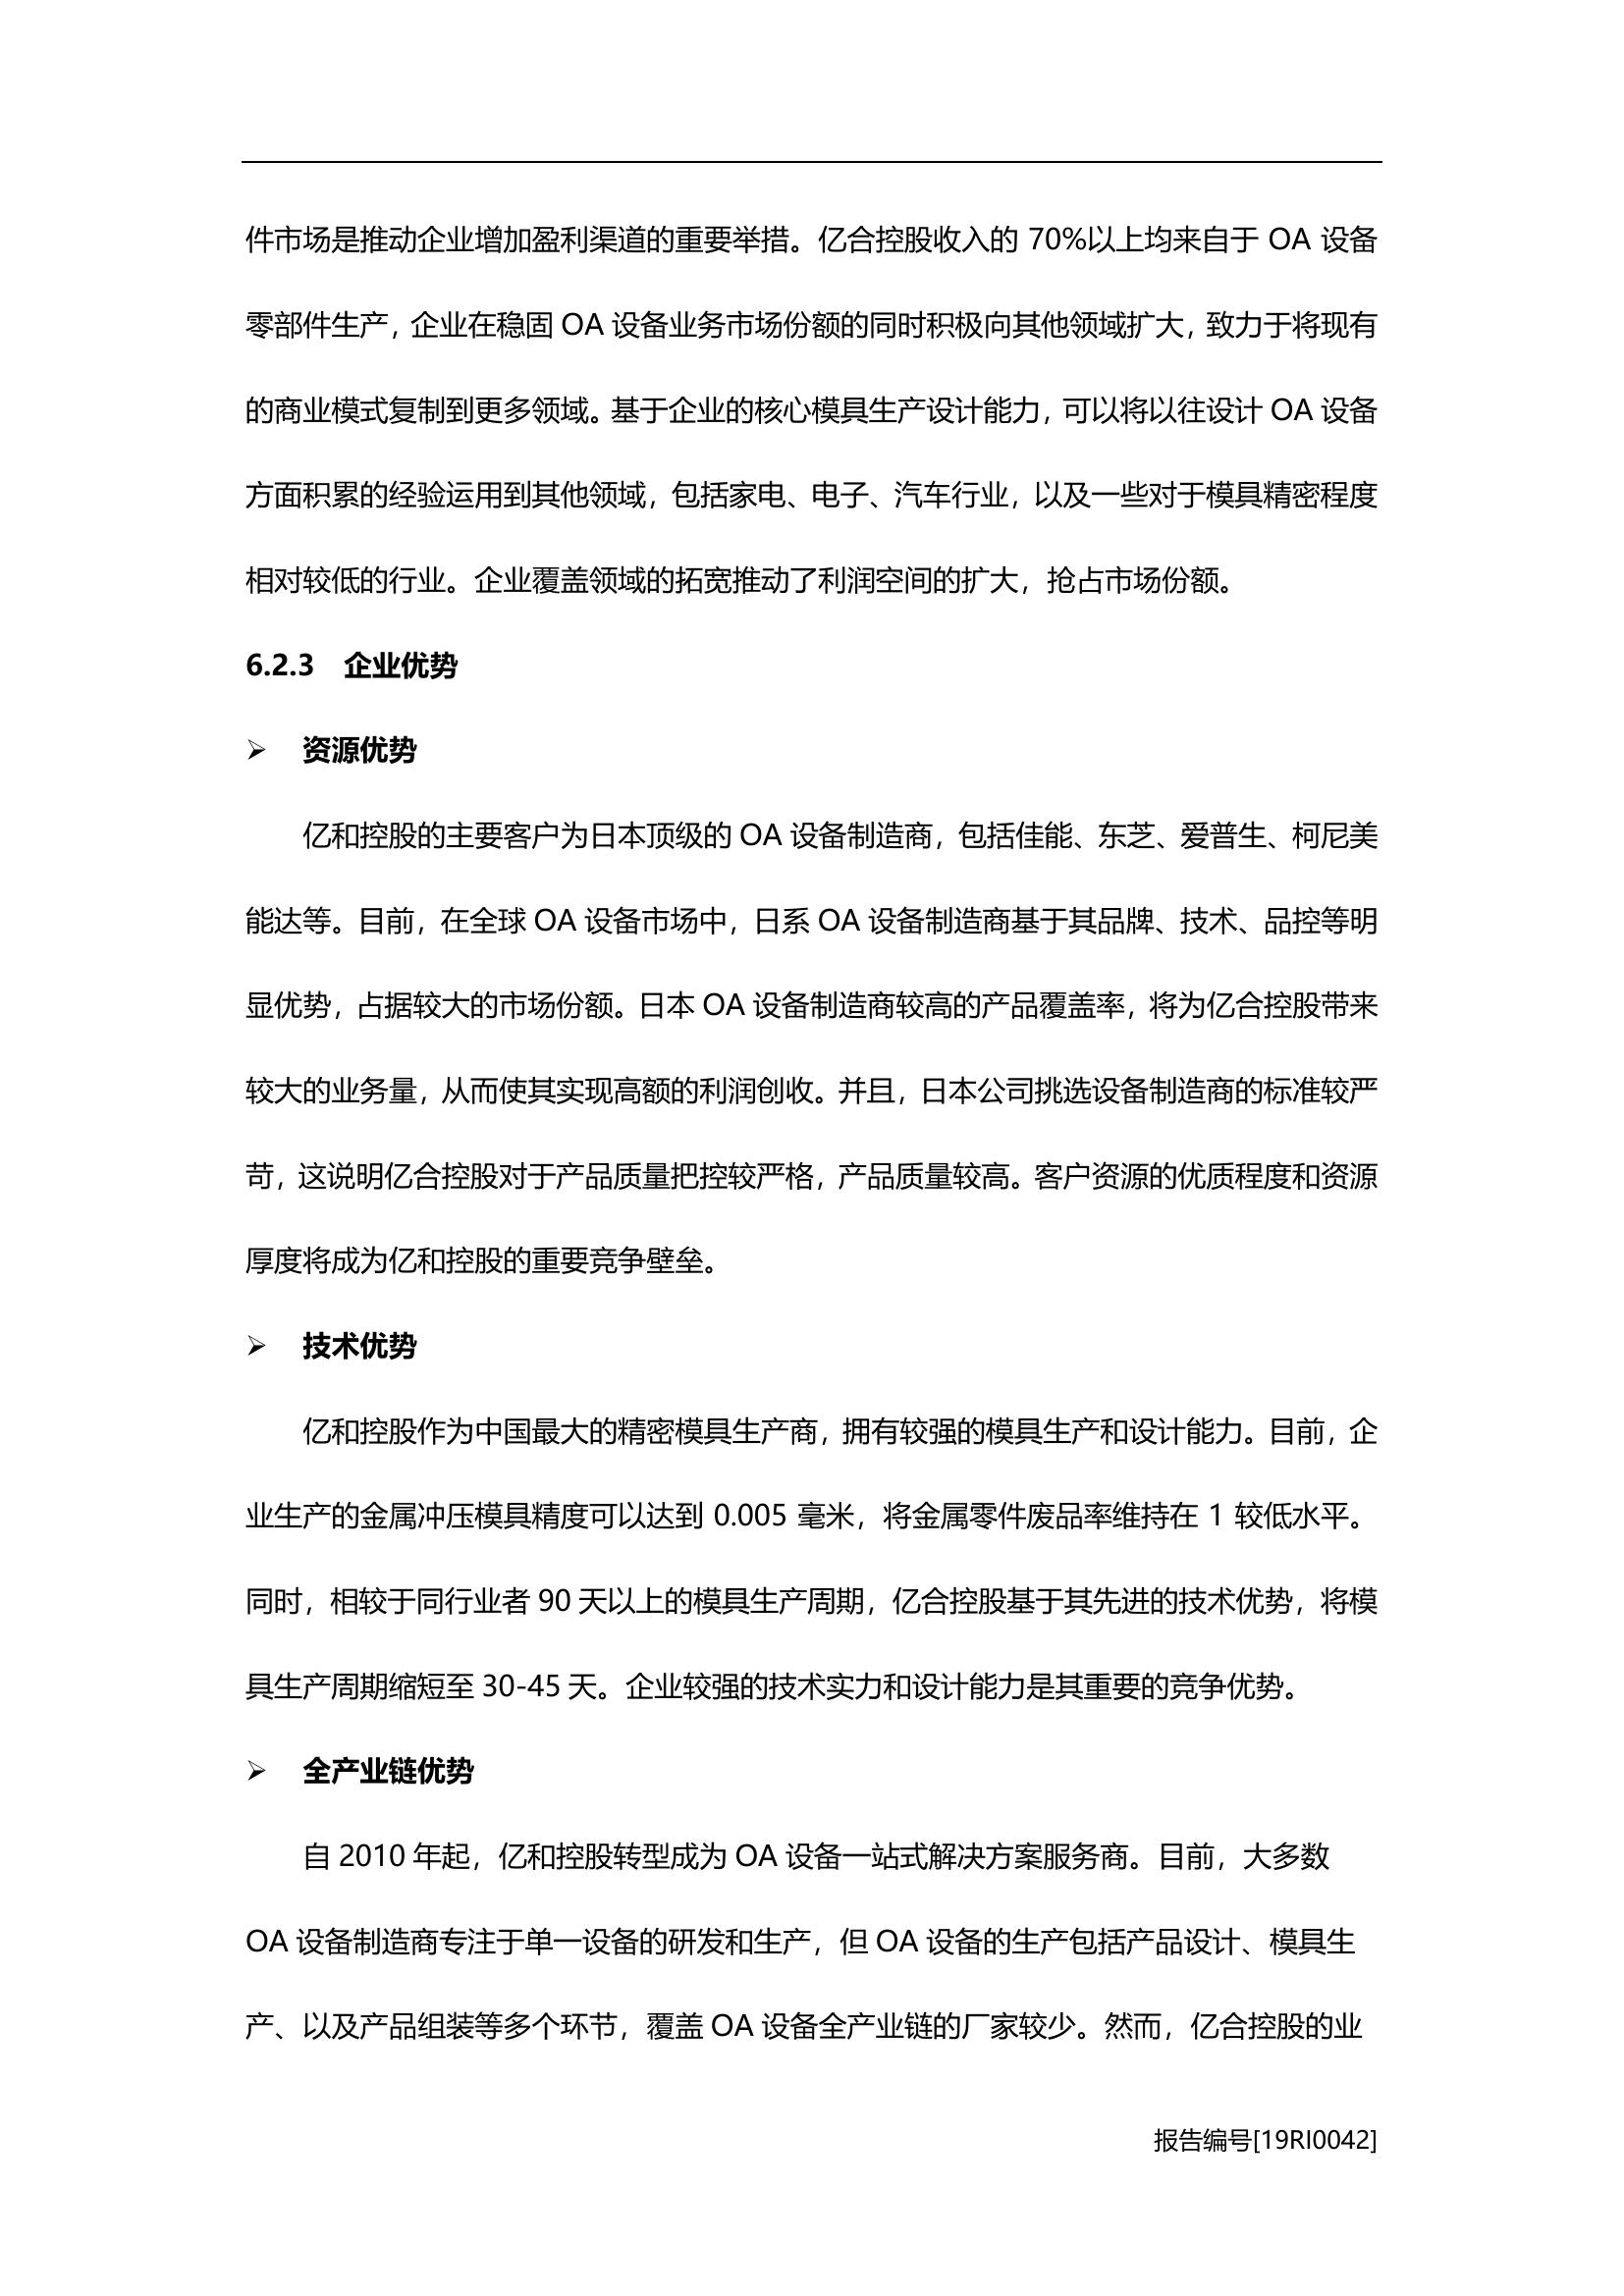 件市场是推动企业增加盈利渠道的重要举措。亿合控股收入的 70%以上均来自于 OA 设备
零部件生产，企业在稳固 OA 设备业务市场份额的同时积极向其他领域扩大，致力于将现有
的商业模式复制到更多领域。基于企业的核心模具生产设计能力，可以将以往设计 OA 设备
方面积累的经验运用到其他领域，包括家电、电子、汽车行业，以及一些对于模具精密程度
相对较低的行业。企业覆盖领域的拓宽推动了利润空间的扩大，抢占市场份额。
6.2.3 企业优势
➢ 资源优势
亿和控股的主要客户为日本顶级的 OA 设备制造商，包括佳能、东芝、爱普生、柯尼美
能达等。目前，在全球 OA 设备市场中，日系 OA 设备制造商基于其品牌、技术、品控等明
显优势，占据较大的市场份额。日本 OA 设备制造商较高的产品覆盖率，将为亿合控股带来
较大的业务量，从而使其实现高额的利润创收。并且，日本公司挑选设备制造商的标准较严
苛，这说明亿合控股对于产品质量把控较严格，产品质量较高。客户资源的优质程度和资源
厚度将成为亿和控股的重要竞争壁垒。
➢ 技术优势
亿和控股作为中国最大的精密模具生产商，拥有较强的模具生产和设计能力。目前，企
业生产的金属冲压模具精度可以达到 0.005 毫米，将金属零件废品率维持在 1 较低水平。
同时，相较于同行业者 90 天以上的模具生产周期，亿合控股基于其先进的技术优势，将模
具生产周期缩短至 30-45 天。企业较强的技术实力和设计能力是其重要的竞争优势。
➢ 全产业链优势
自 2010 年起，亿和控股转型成为 OA 设备一站式解决方案服务商。目前，大多数
OA 设备制造商专注于单一设备的研发和生产，但 OA 设备的生产包括产品设计、模具生
产、以及产品组装等多个环节，覆盖 OA 设备全产业链的厂家较少。然而，亿合控股的业
报告编号[19RI0042]